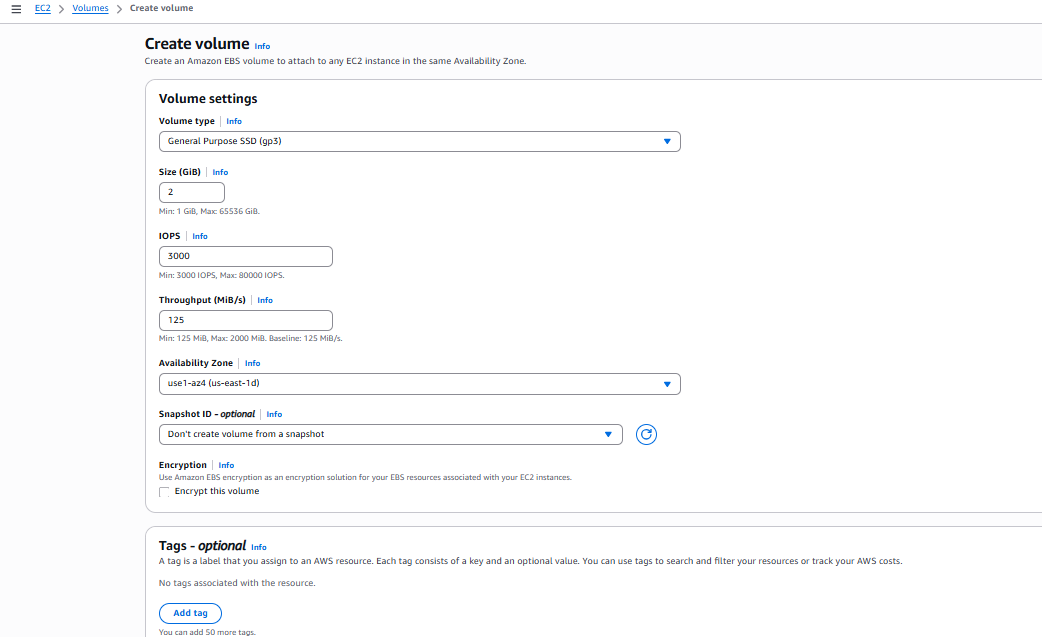 EC2 > Volumes > Create volume
Create volume Info
Create an Amazon EBS volume to attach to any EC2 instance in the same Availability Zone.
Volume settings
Volume type | Info
General Purpose SSD (gp3)
Size (GiB) | Info
2
Min: 1 GiB, Max: 65536 GiB.
IOPS | Info
3000
Min: 3000 IOPS, Max: 80000 IOPS.
Throughput (MiB/s) | Info
125
Min: 125 MiB, Max: 2000 MiB. Baseline: 125 MiB/s.
Availability Zone | Info
use1-az4 (us-east-1d)
Snapshot ID - optional | Info
Don't create volume from a snapshot
Encryption | Info
Use Amazon EBS encryption as an encryption solution for your EBS resources associated with your EC2 instances.
Encrypt this volume
Tags - optional Info
A tag is a label that you assign to an AWS resource. Each tag consists of a key and an optional value. You can use tags to search and filter your resources or track your AWS costs.
No tags associated with the resource.
Add tag
You can add 50 more tags.